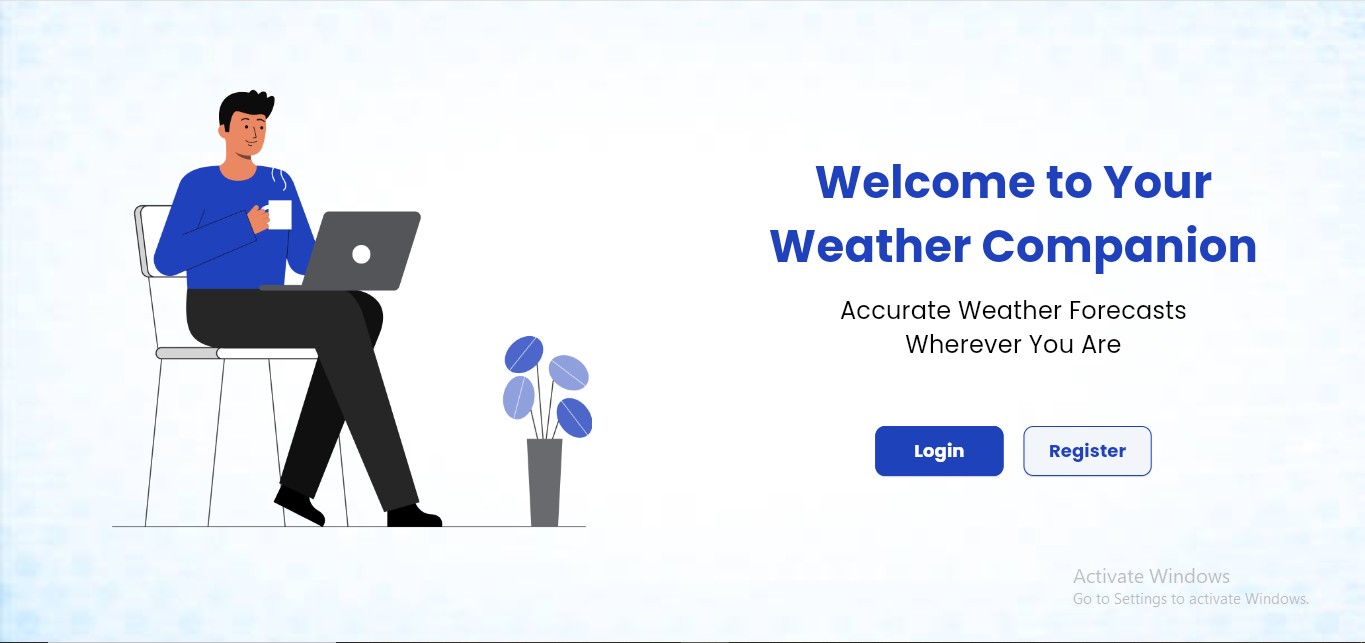 Welcome to Your
Weather Companion
Accurate Weather Forecasts
Wherever You Are
Login
Register
Activate Windows
Go to Settings to activate Windows.